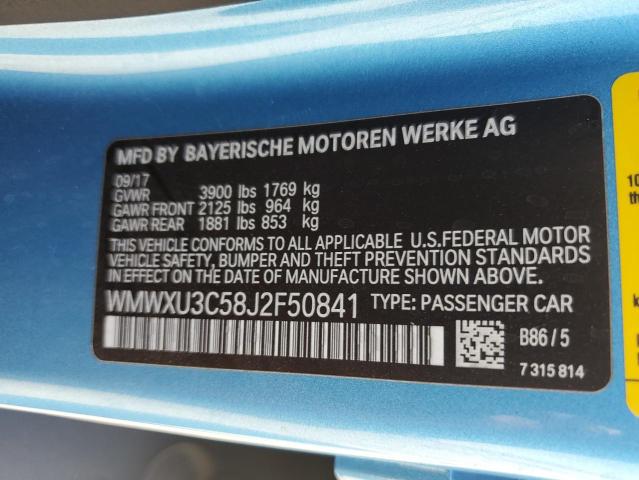 MFD BY BAYERISCHE MOTOREN WERKE AG
09/17
GVWR 3900 lbs 1769 kg
GAWR FRONT 2125 lbs 964 kg
GAWR REAR 1881 lbs 853 kg
THIS VEHICLE CONFORMS TO ALL APPLICABLE U.S.FEDERAL MOTOR
VEHICLE SAFETY, BUMPER AND THEFT PREVENTION STANDARDS
IN EFFECT ON THE DATE OF MANUFACTURE SHOWN ABOVE.
WMWXU3C58J2F50841 TYPE: PASSENGER CAR
B86 / 5
7 315 814
10
th